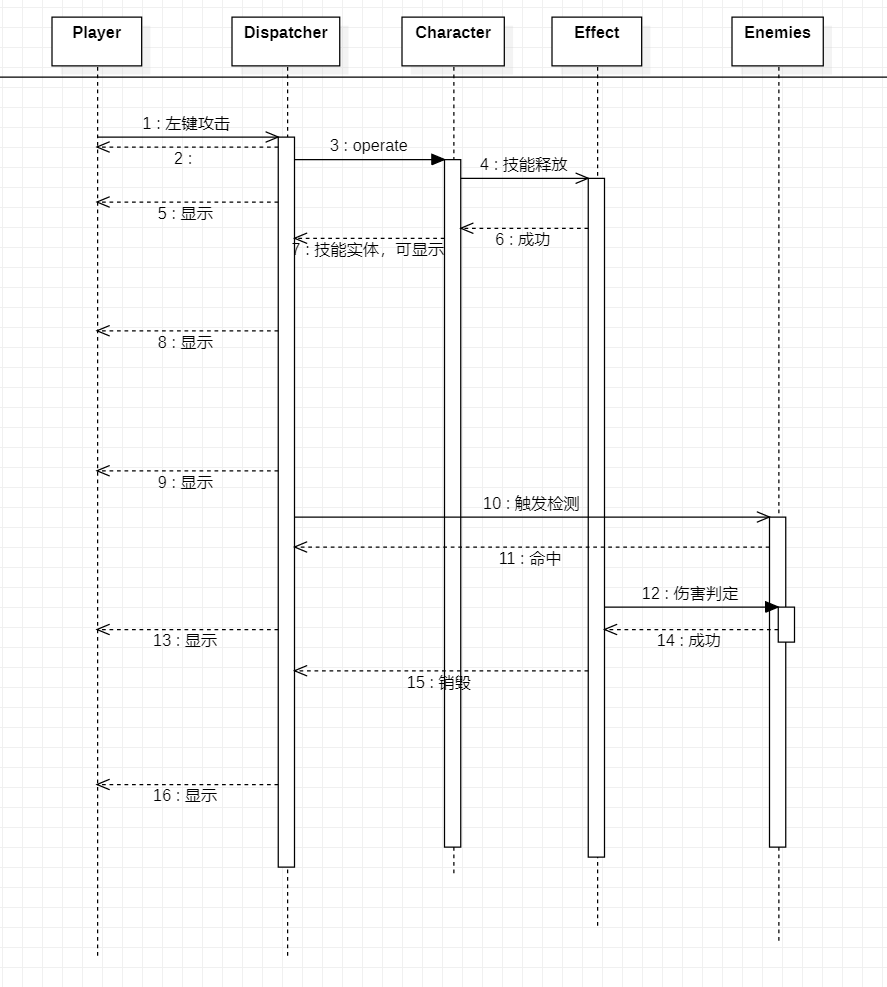 Player
Dispatcher
Character
Effect
Enemies
1 : 左键攻击
2 :
3 : operate
4 : 技能释放
5 : 显示
6 : 成功
7 : 技能实体，可显示
8 : 显示
9 : 显示
10 : 触发检测
11 : 命中
12 : 伤害判定
13 : 显示
14 : 成功
15 : 销毁
16 : 显示